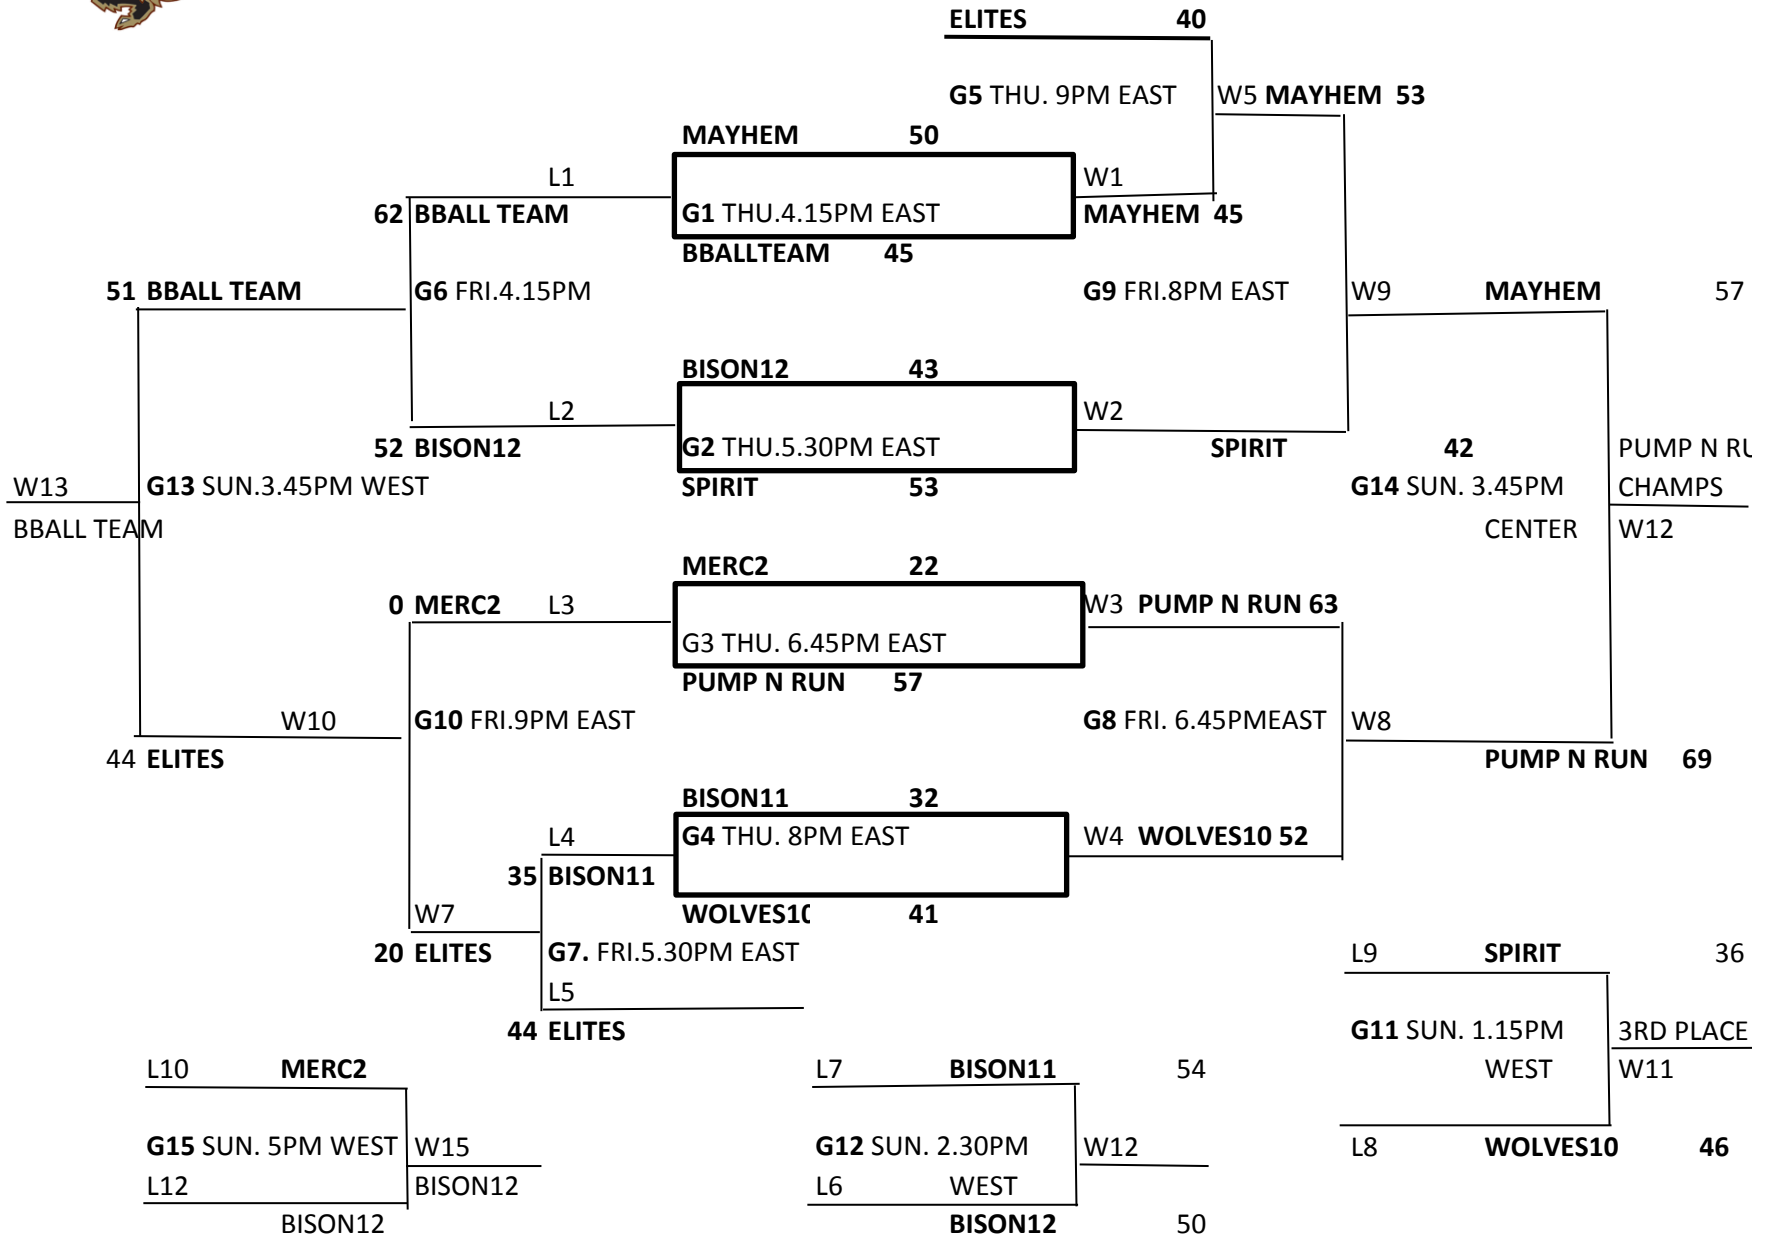 ELITES 40
G5 THU. 9PM EAST W5 MAYHEM 53
MAYHEM 50
L1 W1
62 BBALL TEAM G1 THU.4.15PM EAST MAYHEM 45
BBALLTEAM 45
51 BBALL TEAM G6 FRI.4.15PM G9 FRI.8PM EAST W9 MAYHEM 57
BISON12 43
L2 W2
52 BISON12 G2 THU.5.30PM EAST SPIRIT 42 PUMP N RU
W13 G13 SUN.3.45PM WEST SPIRIT 53 G14 SUN. 3.45PM CHAMPS
BBALL TEAM CENTER W12
MERC2 22
0 MERC2 L3 W3 PUMP N RUN 63
G3 THU. 6.45PM EAST
PUMP N RUN 57
W10 G10 FRI.9PM EAST G8 FRI. 6.45PMEAST W8
44 ELITES PUMP N RUN 69
BISON11 32
L4 G4 THU. 8PM EAST W4 WOLVES10 52
35 BISON11
W7 WOLVES10 41
20 ELITES G7. FRI.5.30PM EAST L9 SPIRIT 36
L5
44 ELITES G11 SUN. 1.15PM 3RD PLACE
L10 MERC2 L7 BISON11 54 WEST W11
G15 SUN. 5PM WEST W15 G12 SUN. 2.30PM W12 L8 WOLVES10 46
L12 BISON12 L6 WEST
BISON12 BISON12 50